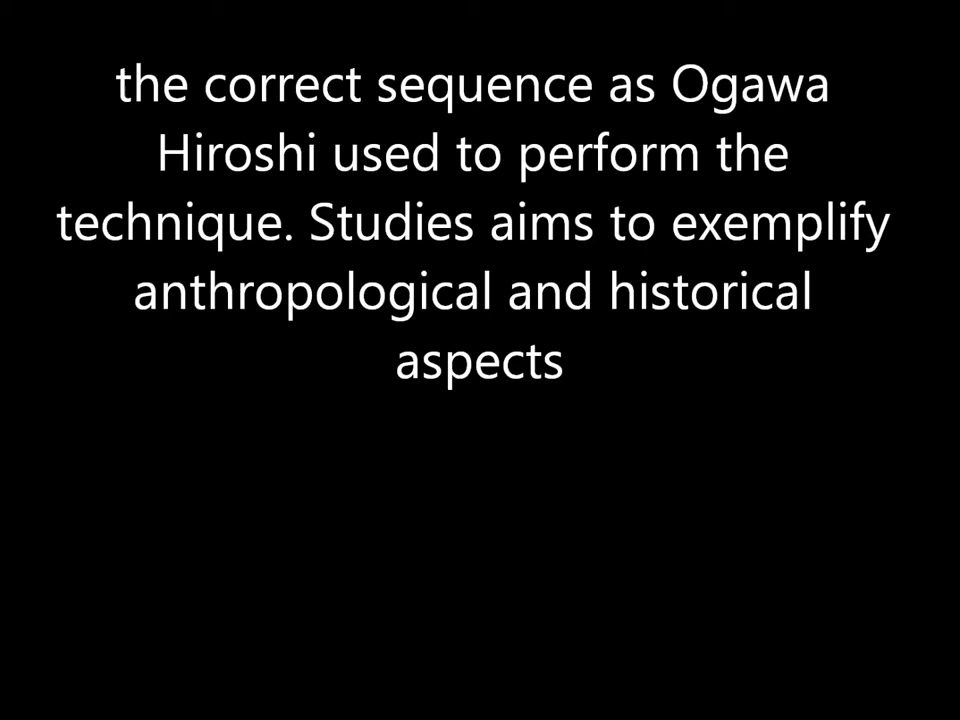 the correct sequence as Ogawa
Hiroshi used to perform the
technique. Studies aims to exemplify
anthropological and historical
aspects